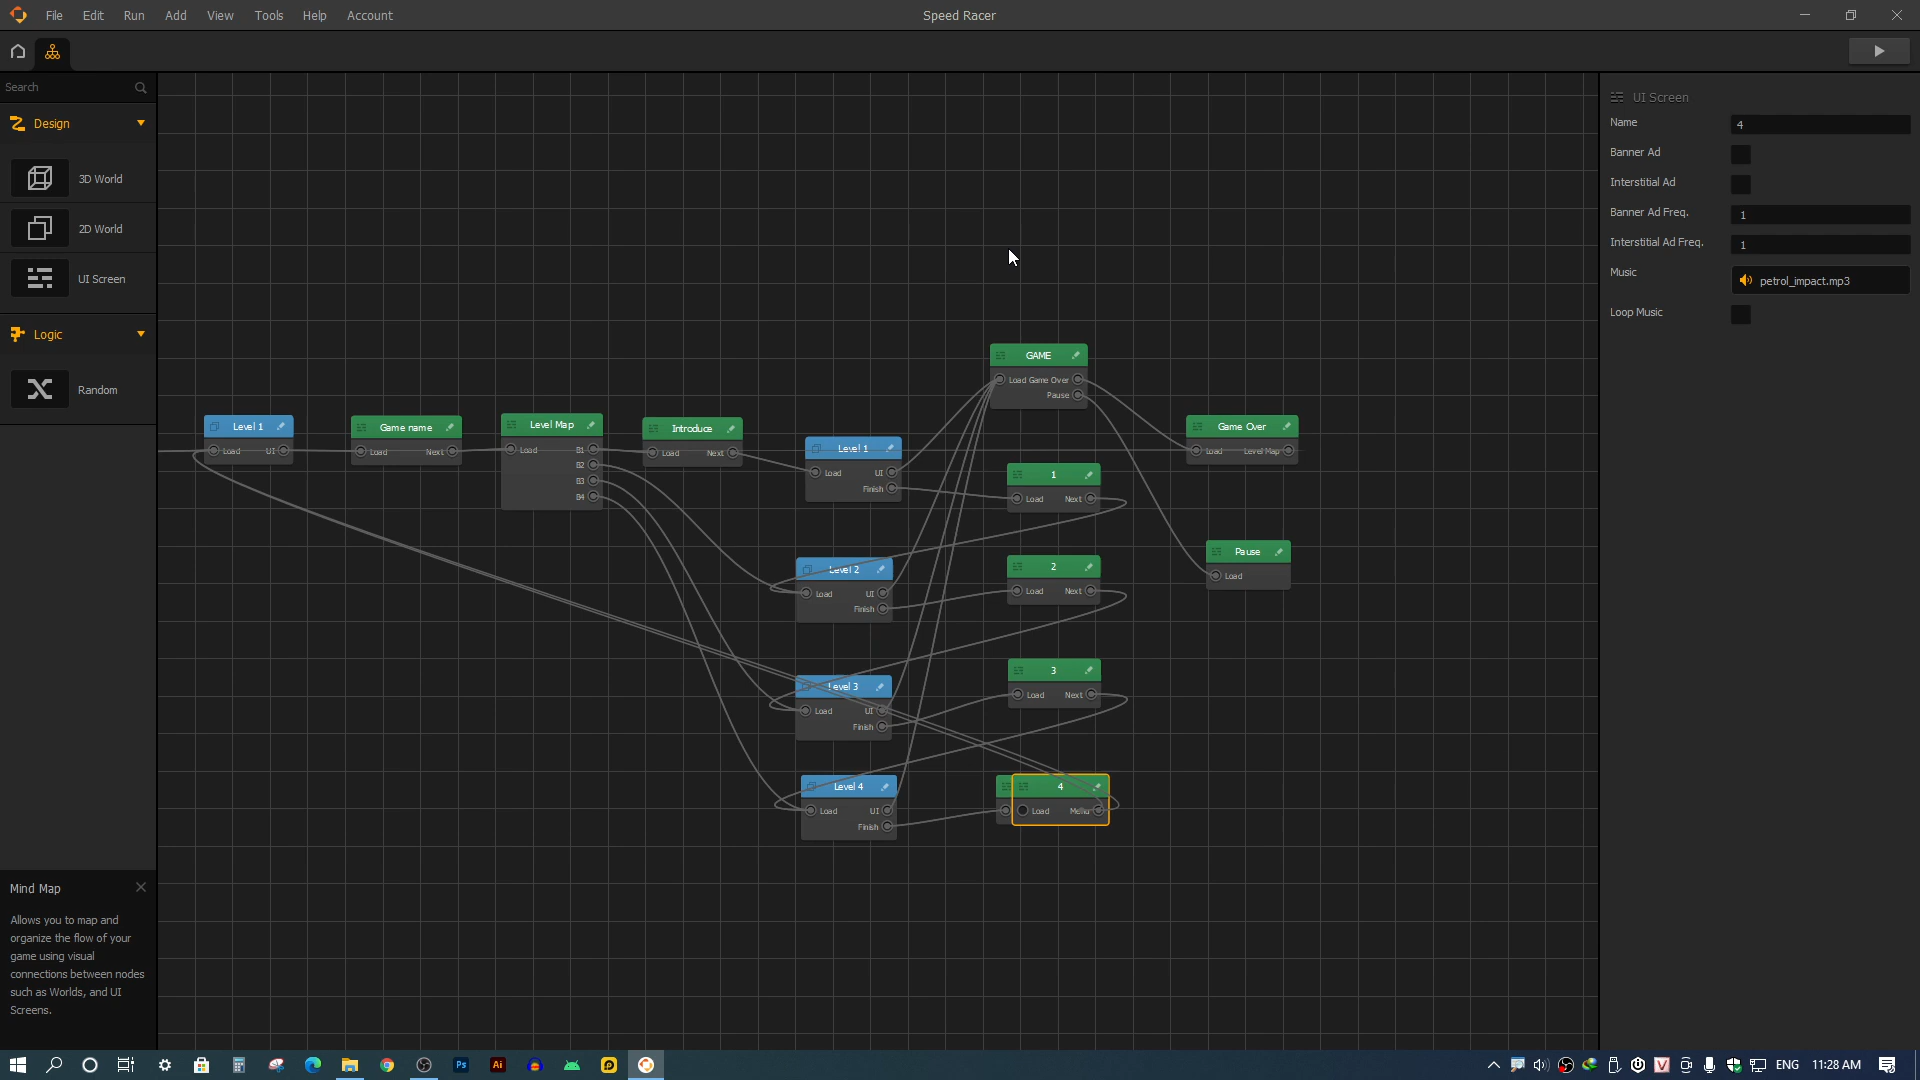 File Edit Run Add View Tools Help Account
Speed Racer
Search
Design
3D World
2D World
UI Screen
Logic
Random
Mind Map
Allows you to map and
organize the flow of your
game using visual
connections between nodes
such as Worlds, and UI
Screens.
Level 1
Load UI
Game name
Load Next
Level Map
Load B1
B2
B3
B4
Introduce
Load Next
Level 1
Load UI
Finish
Level 2
Load UI
Finish
Level 3
Load UI
Finish
Level 4
Load UI
Finish
GAME
Load Game Over
Pause
1
Load Next
2
Load Next
3
Load Next
4
Load Menu
Game Over
Load Level Map
Pause
Load
UI Screen
Name 4
Banner Ad
Interstitial Ad
Banner Ad Freq. 1
Interstitial Ad Freq. 1
Music petrol_impact.mp3
Loop Music
Ps
Ai
ENG 11:28 AM